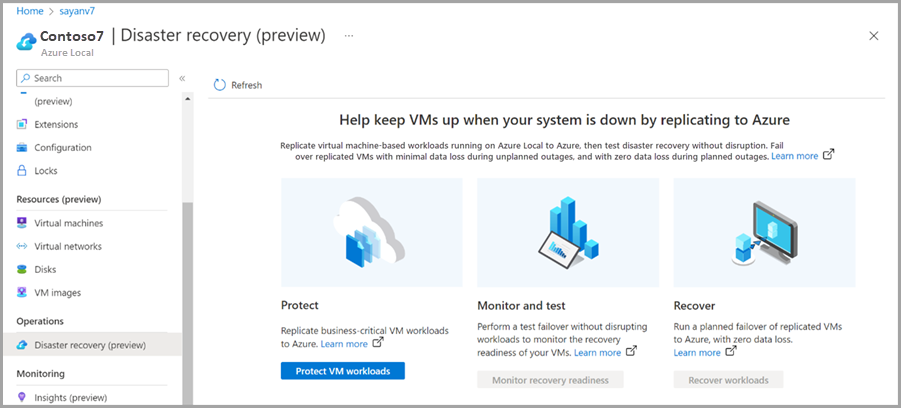 Home > sayanv7
Contoso7 | Disaster recovery (preview) ...
Azure Local
Search
«
(preview)
Extensions
Configuration
Locks
Resources (preview)
Virtual machines
Virtual networks
Disks
VM images
Operations
Disaster recovery (preview)
Monitoring
Insights (preview)
Refresh
Help keep VMs up when your system is down by replicating to Azure
Replicate virtual machine-based workloads running on Azure Local to Azure, then test disaster recovery without disruption. Fail
over replicated VMs with minimal data loss during unplanned outages, and with zero data loss during planned outages. Learn more
Protect
Replicate business-critical VM workloads
to Azure. Learn more
Protect VM workloads
Monitor and test
Perform a test failover without disrupting
workloads to monitor the recovery
readiness of your VMs. Learn more
Monitor recovery readiness
Recover
Run a planned failover of replicated VMs
to Azure, with zero data loss.
Learn more
Recover workloads